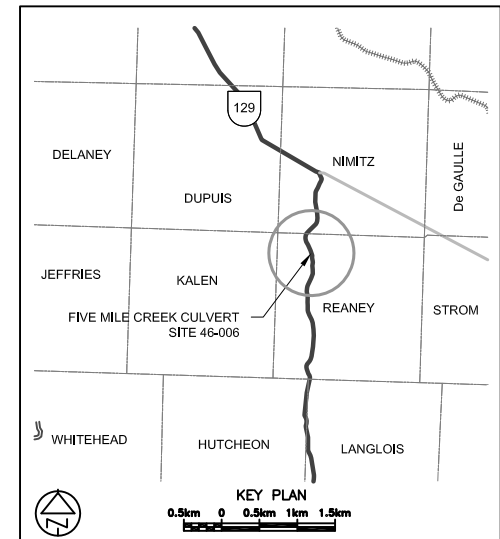 129
DELANEY
NIMITZ
De GAULLE
DUPUIS
JEFFRIES
KALEN
FIVE MILE CREEK CULVERT
SITE 46-006
REANEY
STROM
WHITEHEAD
HUTCHEON
LANGLOIS
KEY PLAN
0.5km 0 0.5km 1km 1.5km
N